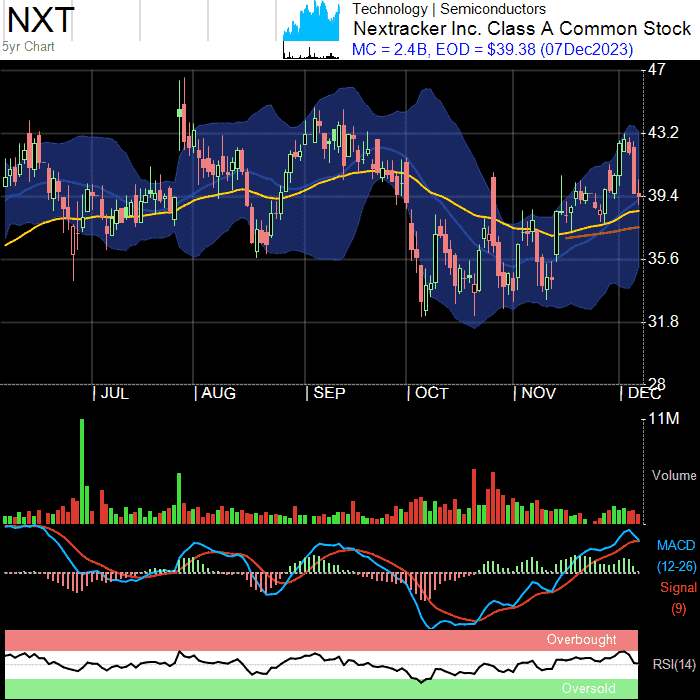 NXT
5yr Chart
Technology | Semiconductors
Nextracker Inc. Class A Common Stock
MC = 2.4B, EOD = $39.38 (07Dec2023)
47
43.2
39.4
35.6
31.8
28
| JUL | AUG | SEP | OCT | NOV | DEC
11M
Volume
MACD
(12-26)
Signal
(9)
Overbought
RSI(14)
Oversold